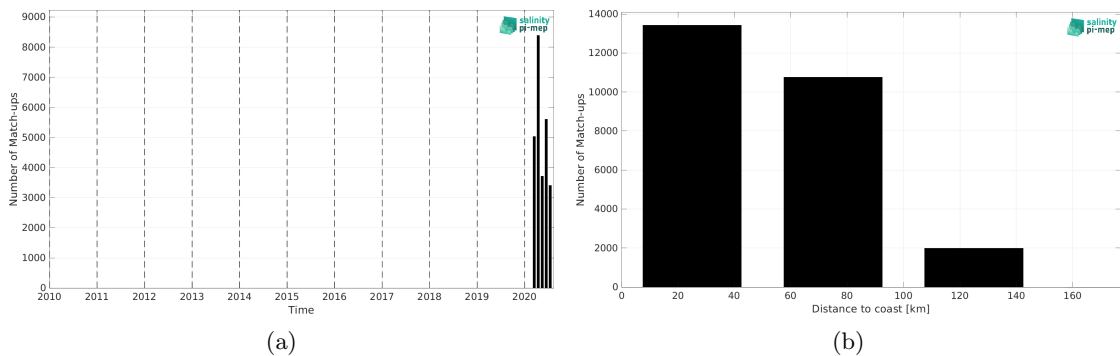 9000
8000
7000
6000
5000
4000
3000
2000
1000
0
Number of Match-ups
2010 2011 2012 2013 2014 2015 2016 2017 2018 2019 2020
Time
salinity
pi-mep
(a)
14000
12000
10000
8000
6000
4000
2000
0
Number of Match-ups
0 20 40 60 80 100 120 140 160
Distance to coast [km]
salinity
pi-mep
(b)